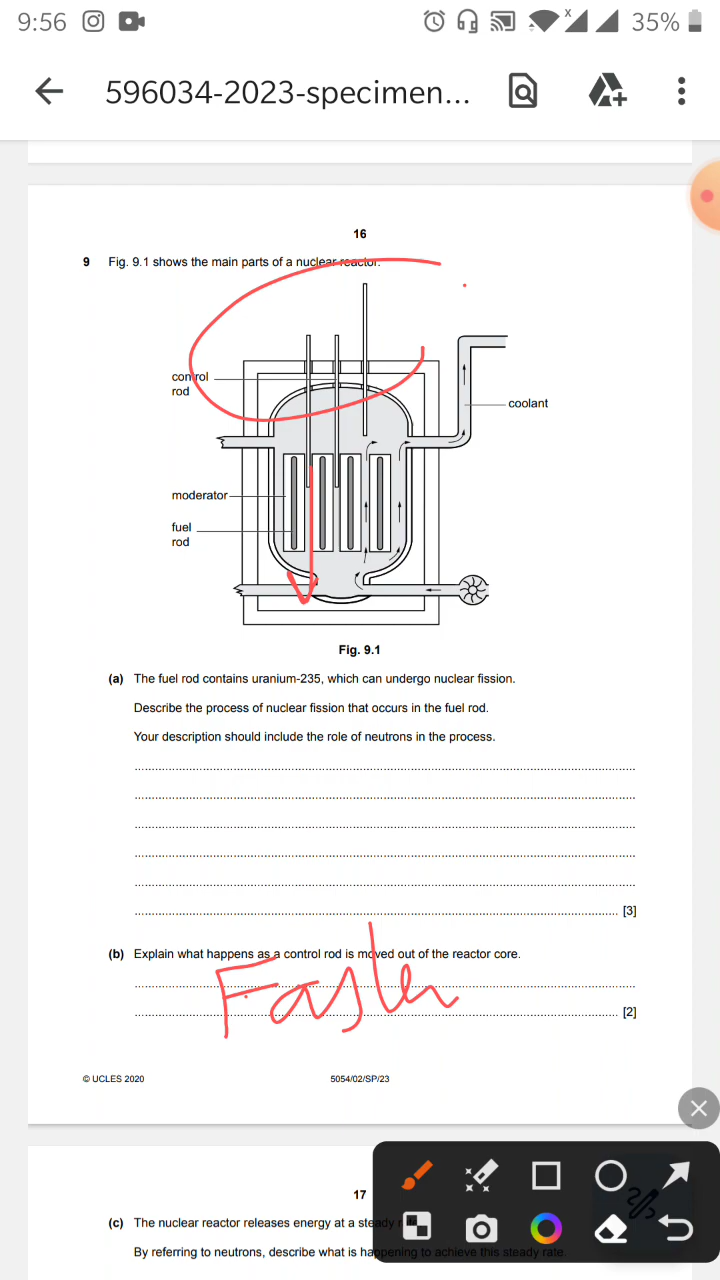 9:56
x
35%
596034-2023-specimen...
16
9 Fig. 9.1 shows the main parts of a nuclear reactor.
control
rod
coolant
moderator
fuel
rod
Fig. 9.1
(a) The fuel rod contains uranium-235, which can undergo nuclear fission.
Describe the process of nuclear fission that occurs in the fuel rod.
Your description should include the role of neutrons in the process.
[3]
(b) Explain what happens as a control rod is moved out of the reactor core.
[2]
© UCLES 2020
5054/02/SP/23
17
(c) The nuclear reactor releases energy at a steady rate.
By referring to neutrons, describe what is happening to achieve this steady rate.